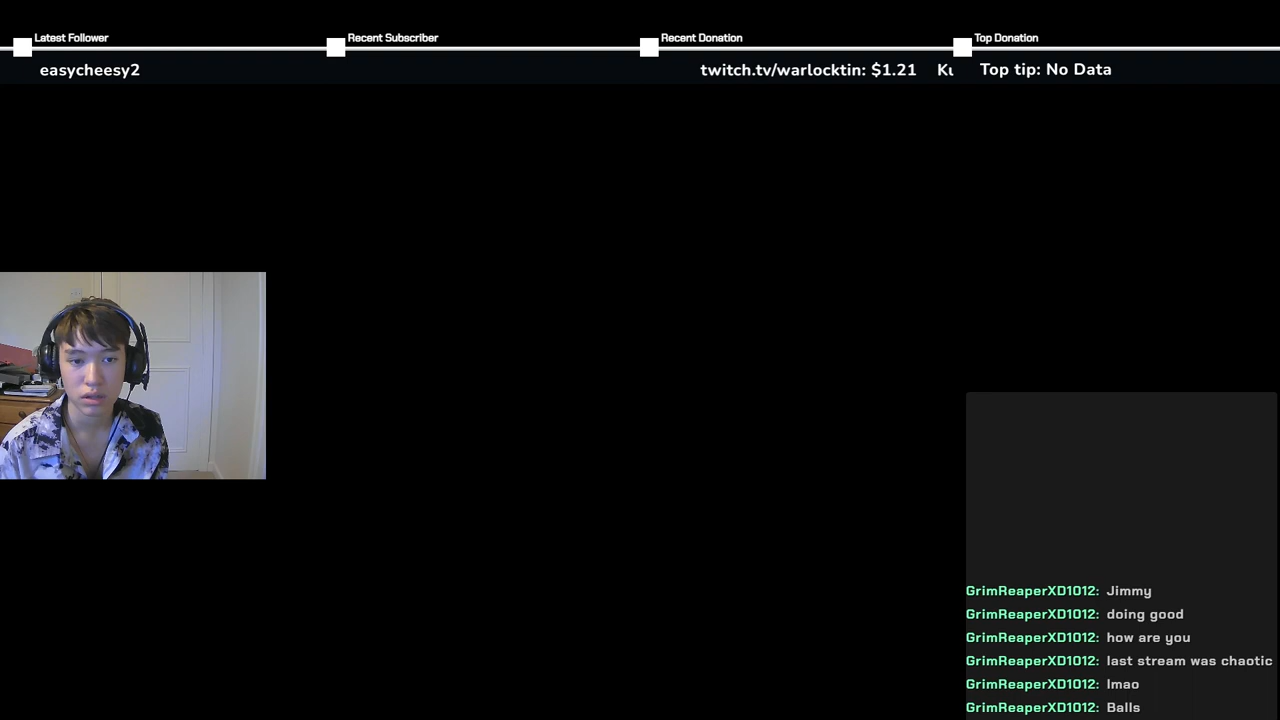 Latest Follower
Recent Subscriber
Recent Donation
Top Donation
easycheesy2
twitch.tv/warlocktin: $1.21
Top tip: No Data
GrimReaperXD1012: Jimmy
GrimReaperXD1012: doing good
GrimReaperXD1012: how are you
GrimReaperXD1012: last stream was chaotic
GrimReaperXD1012: lmao
GrimReaperXD1012: Balls